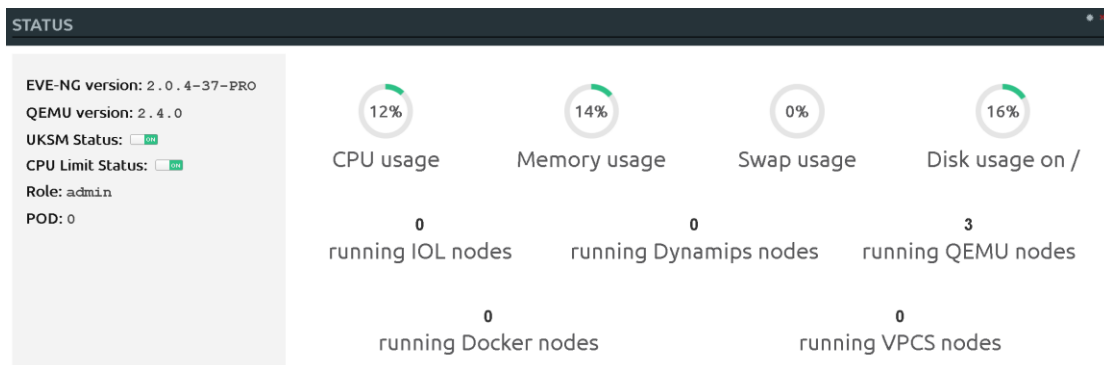 STATUS
EVE-NG version: 2.0.4-37-PRO
QEMU version: 2.4.0
UKSM Status: ON
CPU Limit Status: ON
Role: admin
POD: 0
12%
14%
0%
16%
CPU usage
Memory usage
Swap usage
Disk usage on /
0
0
3
running IOL nodes
running Dynamips nodes
running QEMU nodes
0
0
running Docker nodes
running VPCS nodes